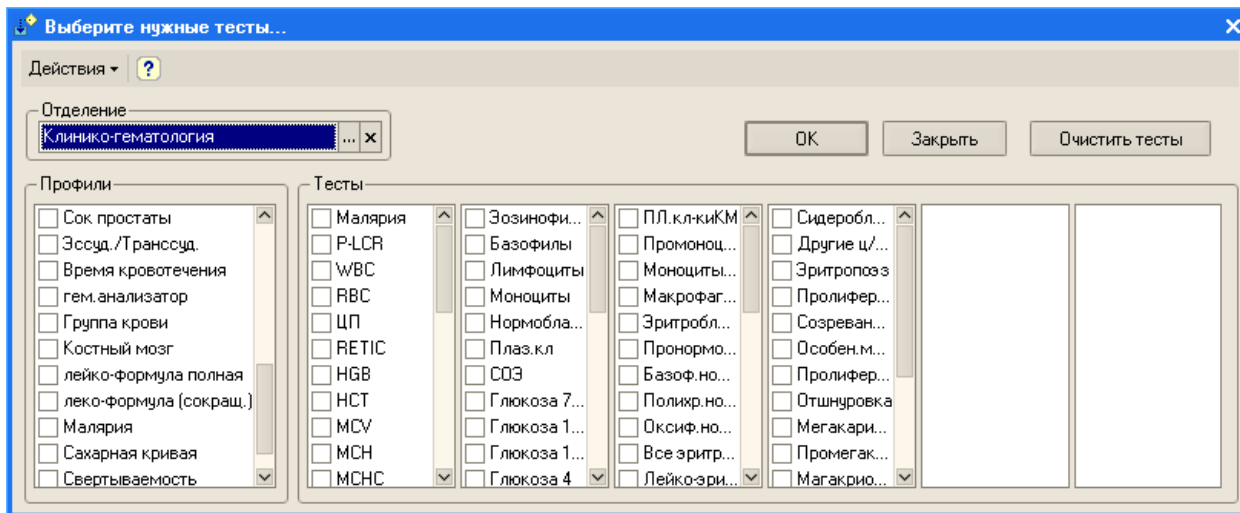 Выберите нужные тесты...
Действия
?
Отделение
Клинико-гематология
...
x
OK
Закрыть
Очистить тесты
Профили
Сок простаты
Эссуд./Транссуд.
Время кровотечения
гем.анализатор
Группа крови
Костный мозг
лейко-формула полная
леко-формула (сокращ.)
Малярия
Сахарная кривая
Свертываемость
Тесты
Малярия
P-LCR
WBC
RBC
ЦП
RETIC
HGB
HCT
MCV
MCH
MCHC
Эозинофи...
Базофилы
Лимфоциты
Моноциты
Нормобла...
Плаз.кл
СОЭ
Глюкоза 7...
Глюкоза 1...
Глюкоза 1...
Глюкоза 4
ПЛ.кл-киКМ
Промоноц...
Моноциты...
Макрофаг...
Эритробл...
Пронормо...
Базоф.но...
Полихр.но...
Оксиф.но...
Все эритр...
Лейко-эри...
Сидеробл...
Другие ц/...
Эритропоэз
Пролифер...
Созреван...
Особен.м...
Пролифер...
Отшнуровка
Мегакари...
Промегак...
Магакрио...